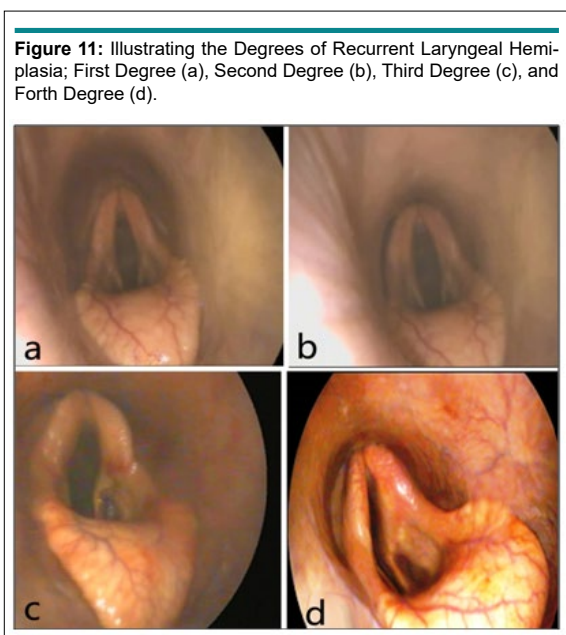 Figure 11: Illustrating the Degrees of Recurrent Laryngeal Hemi-
plasia; First Degree (a), Second Degree (b), Third Degree (c), and
Forth Degree (d).
a
b
c
d